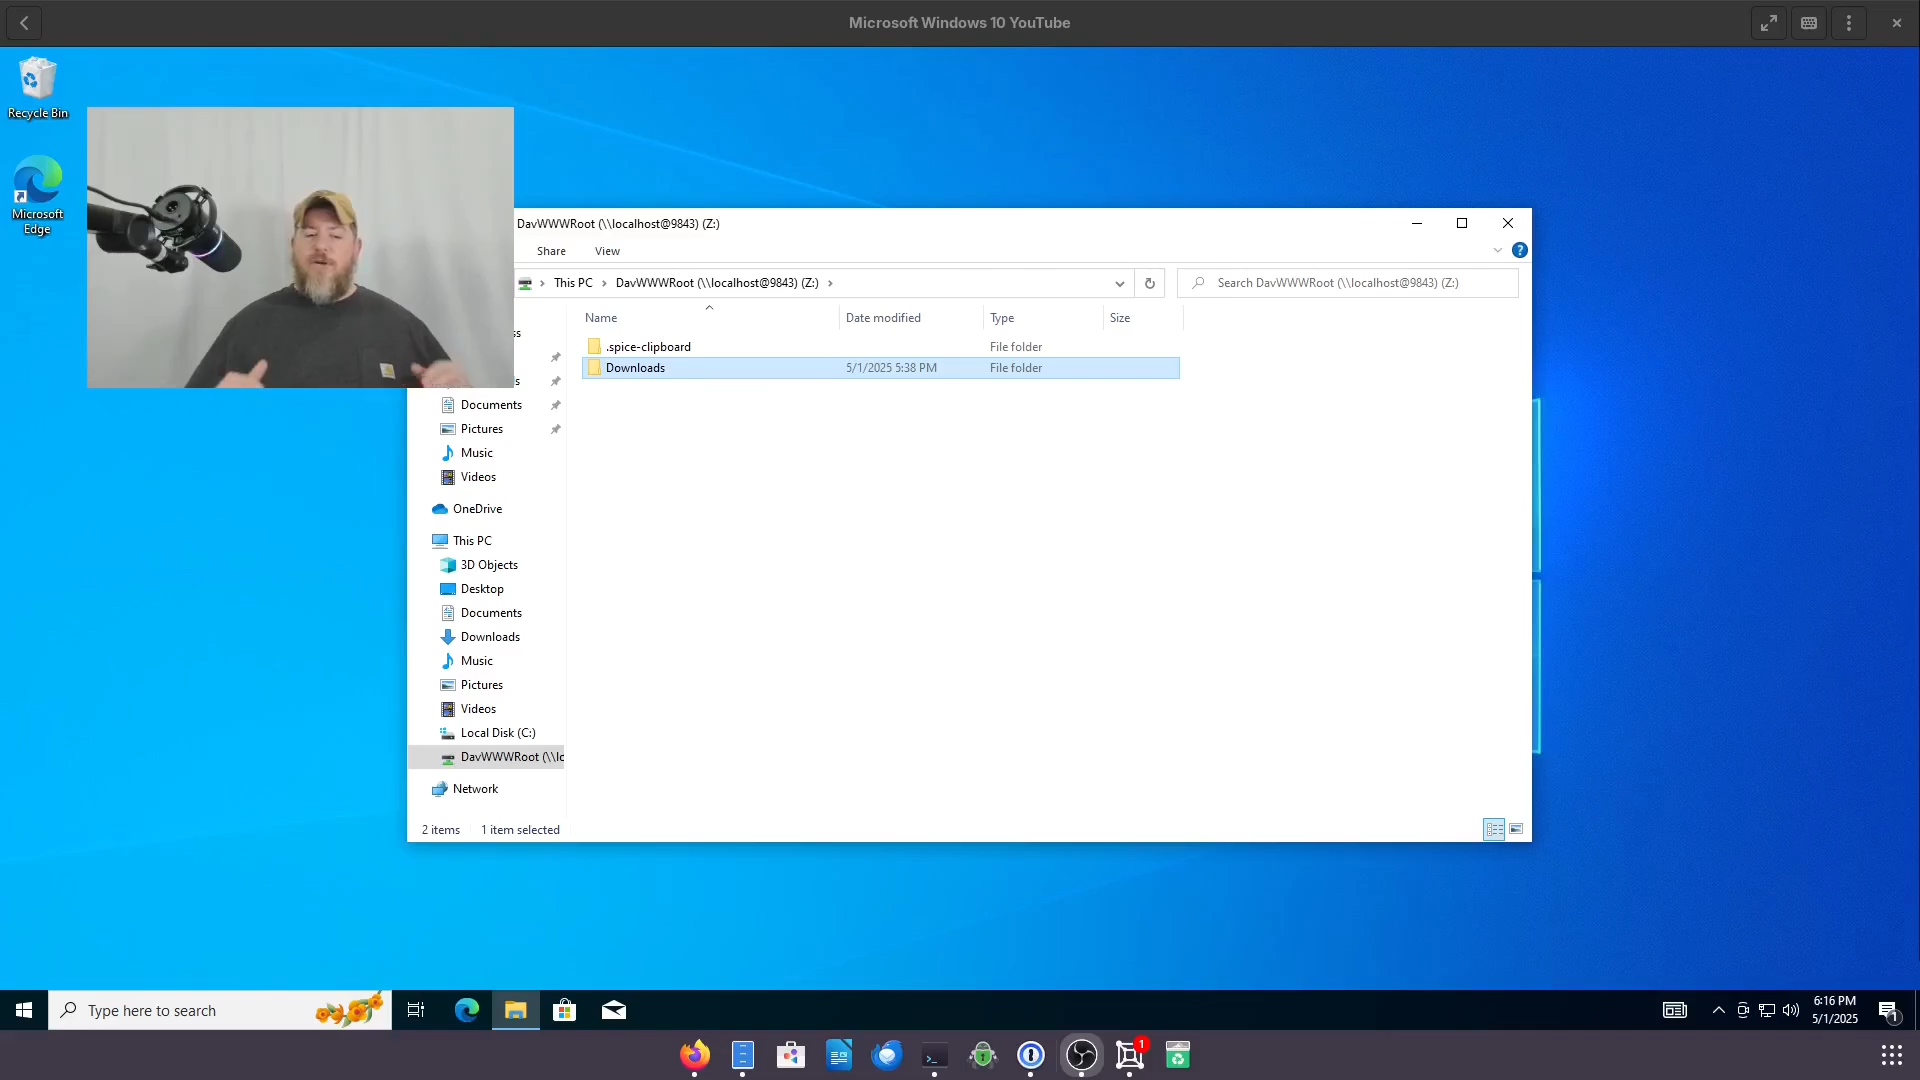 Microsoft Windows 10 YouTube
Recycle Bin
Microsoft
Edge
DavWWWRoot (\\localhost@9843) (Z:)
Share
View
This PC
DavWWWRoot (\\localhost@9843) (Z:)
Search DavWWWRoot (\\localhost@9843) (Z:)
Name
Date modified
Type
Size
.spice-clipboard
File folder
Downloads
5/1/2025 5:38 PM
File folder
Documents
Pictures
Music
Videos
OneDrive
This PC
3D Objects
Desktop
Documents
Downloads
Music
Pictures
Videos
Local Disk (C:)
DavWWWRoot (\\lo
Network
2 items
1 item selected
Type here to search
6:16 PM
5/1/2025
1
1